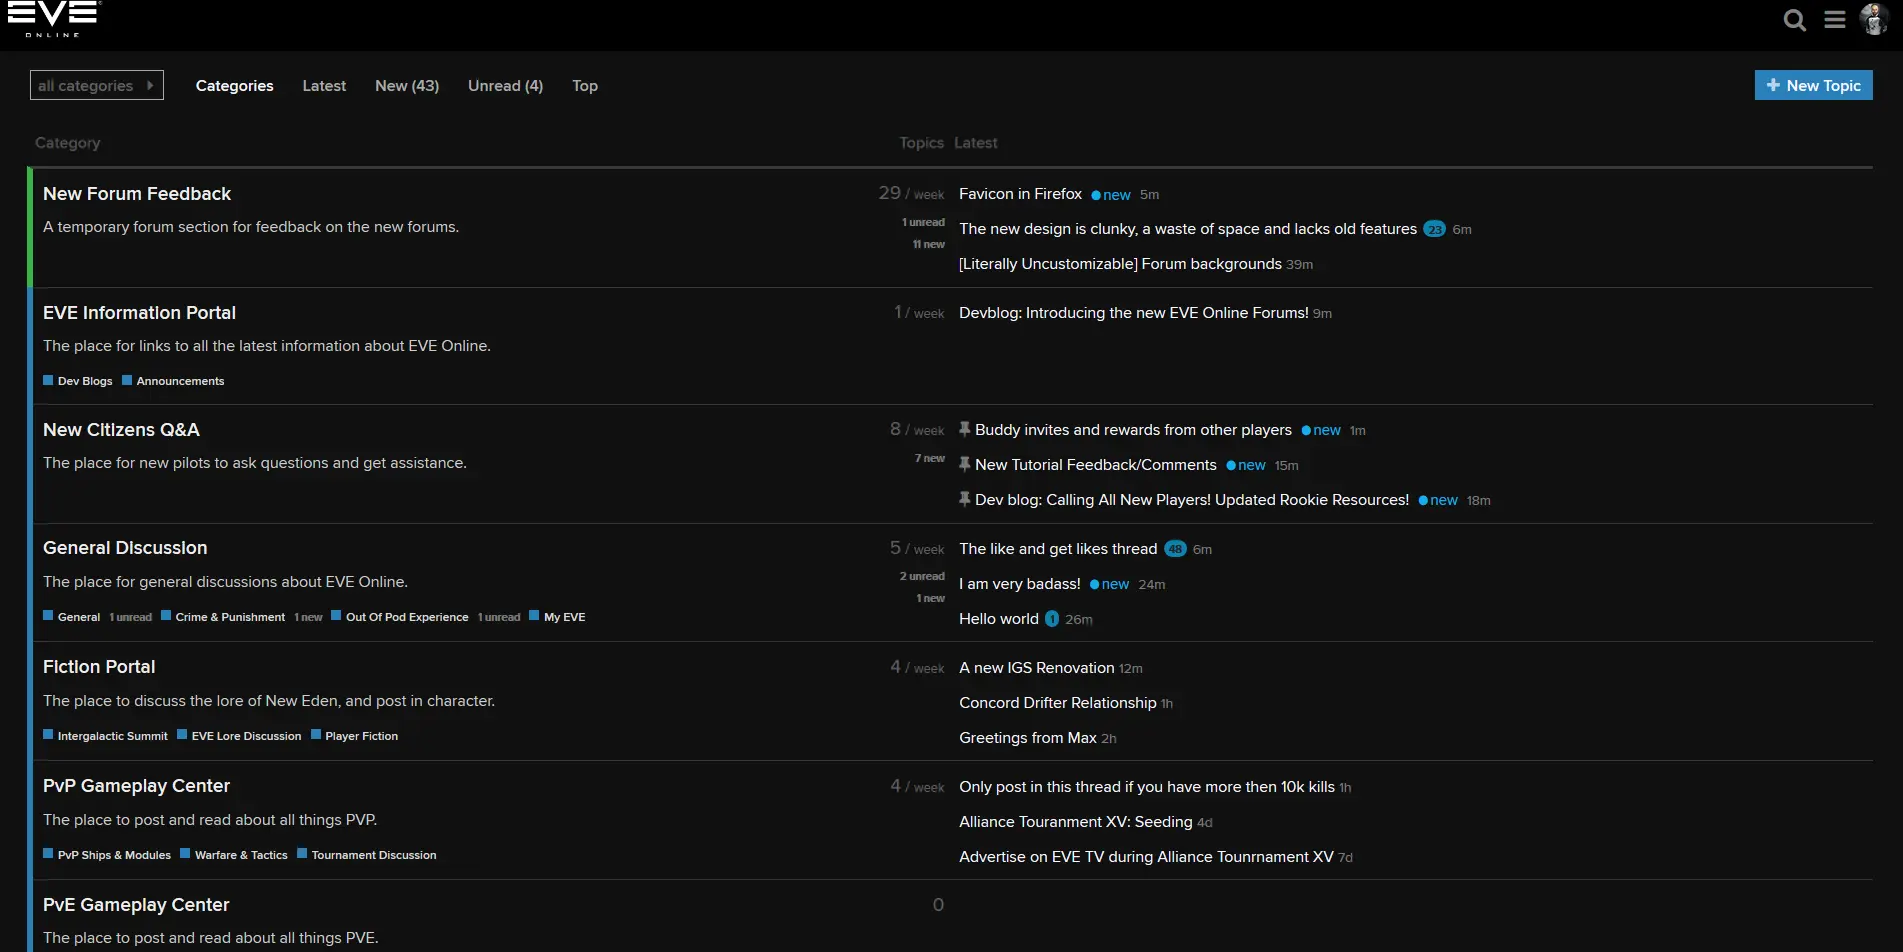 EVE
ONLINE
all categories Categories Latest New (43) Unread (4) Top + New Topic
Category Topics Latest
New Forum Feedback 29 / week Favicon in Firefox new 5m
A temporary forum section for feedback on the new forums. 1 unread The new design is clunky, a waste of space and lacks old features 23 6m
11 new
[Literally Uncustomizable] Forum backgrounds 39m
EVE Information Portal 1 / week Devblog: Introducing the new EVE Online Forums! 9m
The place for links to all the latest information about EVE Online.
Dev Blogs Announcements
New Citizens Q&A 8 / week Buddy invites and rewards from other players new 1m
The place for new pilots to ask questions and get assistance. 7 new New Tutorial Feedback/Comments new 15m
Dev blog: Calling All New Players! Updated Rookie Resources! new 18m
General Discussion 5 / week The like and get likes thread 48 6m
The place for general discussions about EVE Online. 2 unread I am very badass! new 24m
1 new
General 1 unread Crime & Punishment 1 new Out Of Pod Experience 1 unread My EVE Hello world 1 26m
Fiction Portal 4 / week A new IGS Renovation 12m
The place to discuss the lore of New Eden, and post in character. Concord Drifter Relationship 1h
Intergalactic Summit EVE Lore Discussion Player Fiction Greetings from Max 2h
PvP Gameplay Center 4 / week Only post in this thread if you have more then 10k kills 1h
The place to post and read about all things PVP. Alliance Touranment XV: Seeding 4d
PvP Ships & Modules Warfare & Tactics Tournament Discussion Advertise on EVE TV during Alliance Tounrnament XV 7d
PvE Gameplay Center 0
The place to post and read about all things PVE.